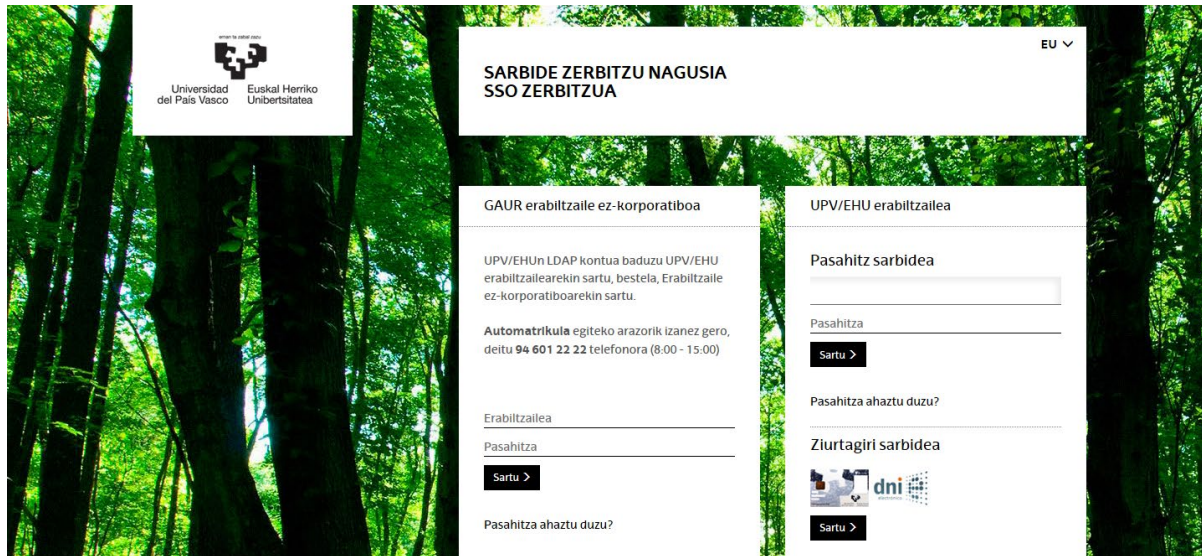 eman ta zabal zazu
Universidad
del País Vasco
Euskal Herriko
Unibertsitatea
EU
SARBIDE ZERBITZU NAGUSIA
SSO ZERBITZUA
GAUR erabiltzaile ez-korporatiboa
UPV/EHUn LDAP kontua baduzu UPV/EHU
erabiltzailearekin sartu, bestela, Erabiltzaile
ez-korporatiboarekin sartu.
Automatrikula egiteko arazorik izanez gero,
deitu 94 601 22 22 telefonora (8:00 - 15:00)
Erabiltzailea
Pasahitza
Sartu >
Pasahitza ahaztu duzu?
UPV/EHU erabiltzailea
Pasahitz sarbidea
Pasahitza
Sartu >
Pasahitza ahaztu duzu?
Ziurtagiri sarbidea
dni
Sartu >